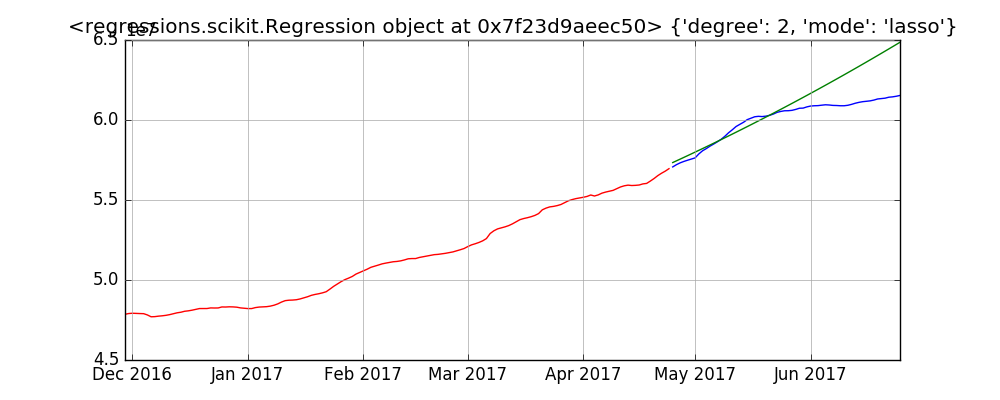 <regressions.scikit.Regression object at 0x7f23d9aeec50> {'degree': 2, 'mode': 'lasso'}
1e7
6.5
6.0
5.5
5.0
4.5
Dec 2016 Jan 2017 Feb 2017 Mar 2017 Apr 2017 May 2017 Jun 2017